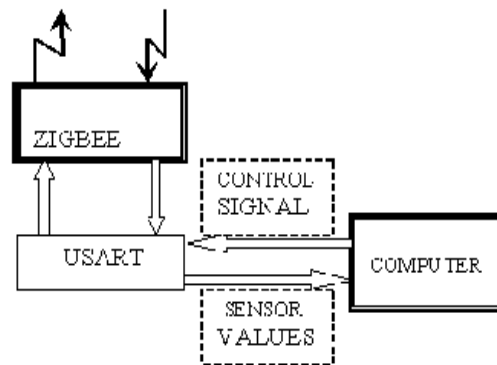 ZIGBEE
CONTROL
SIGNAL
USART
COMPUTER
SENSOR
VALUES